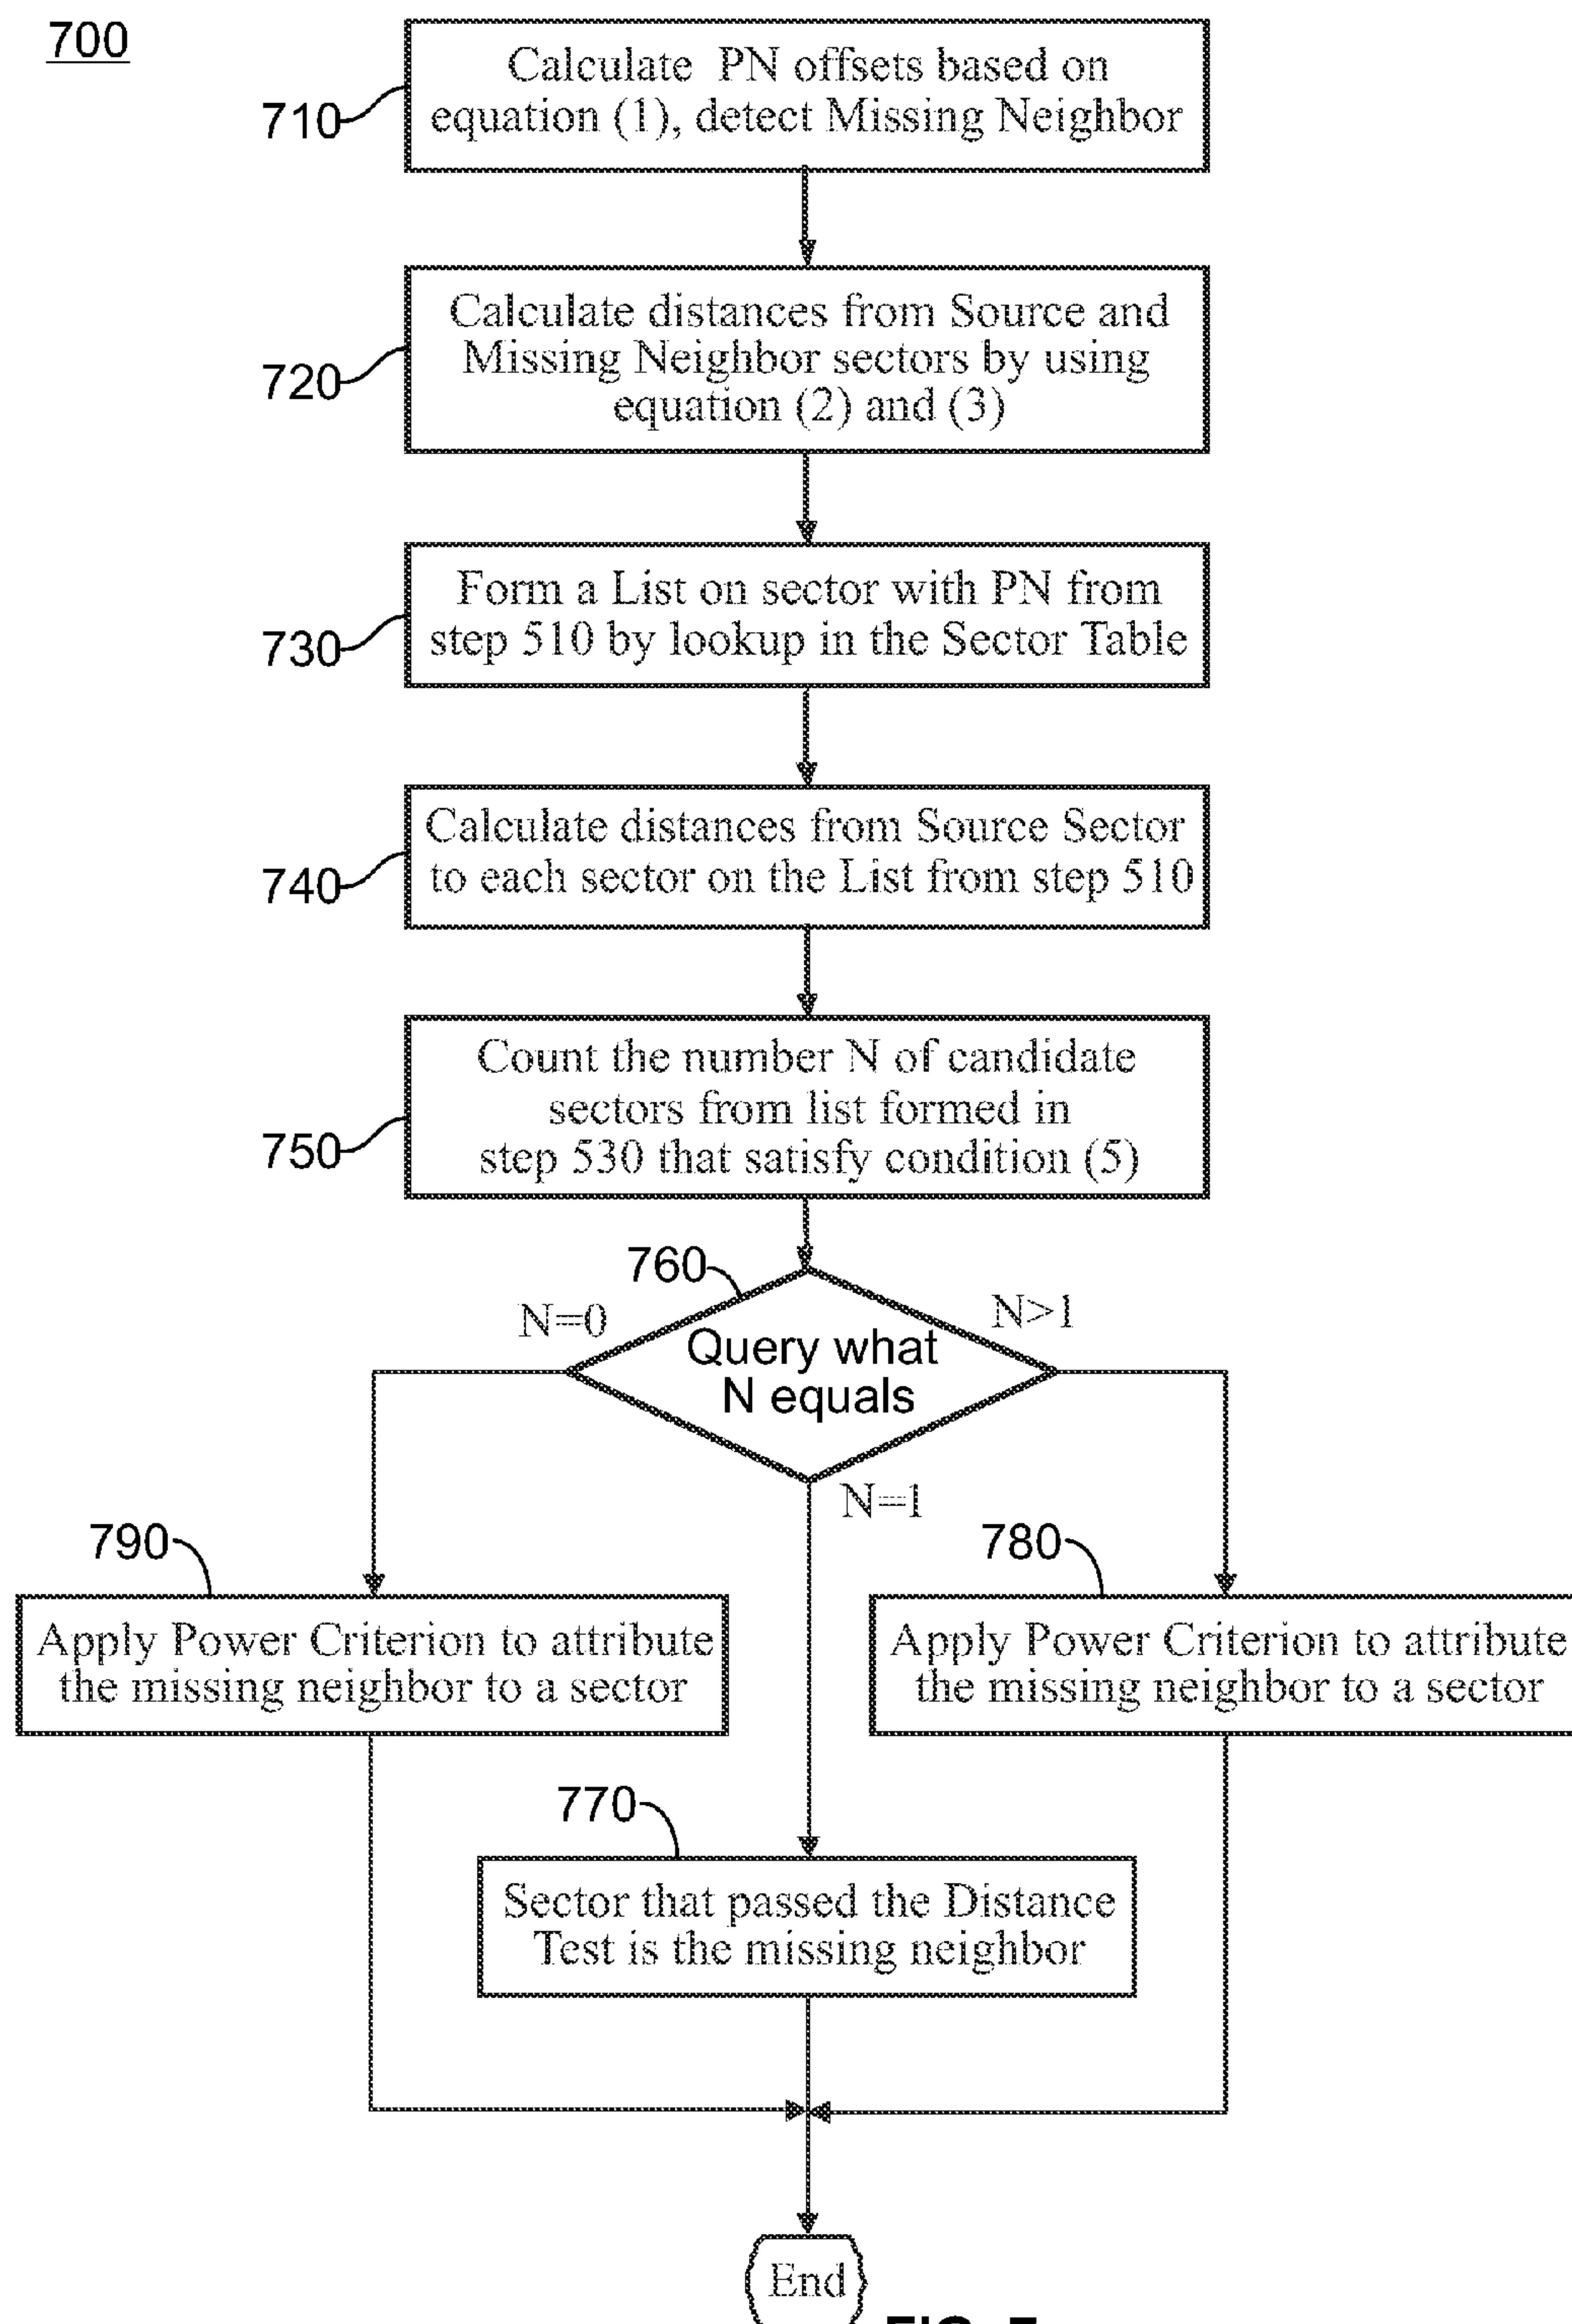 700
710
Calculate PN offsets based on
equation (1), detect Missing Neighbor
720
Calculate distances from Source and
Missing Neighbor sectors by using
equation (2) and (3)
730
Form a List on sector with PN from
step 510 by lookup in the Sector Table
740
Calculate distances from Source Sector
to each sector on the List from step 510
750
Count the number N of candidate
sectors from list formed in
step 530 that satisfy condition (5)
760
N=0
N>1
Query what
N equals
N=1
790
780
Apply Power Criterion to attribute
the missing neighbor to a sector
Apply Power Criterion to attribute
the missing neighbor to a sector
770
Sector that passed the Distance
Test is the missing neighbor
End